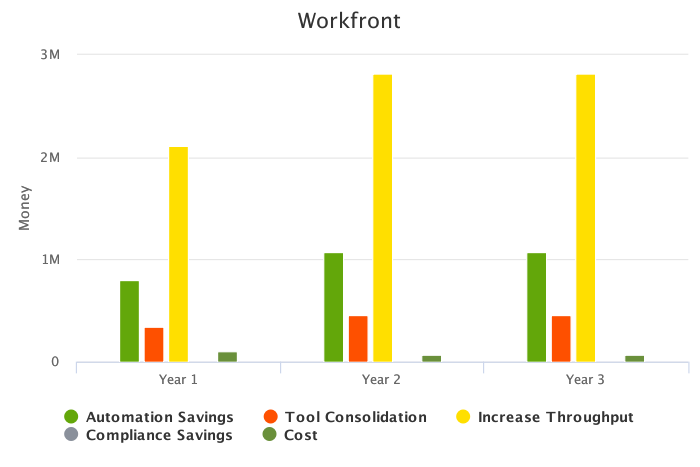 Workfront
3M
2M
1M
0
Money
Year 1 Year 2 Year 3
Automation Savings Tool Consolidation Increase Throughput
Compliance Savings Cost